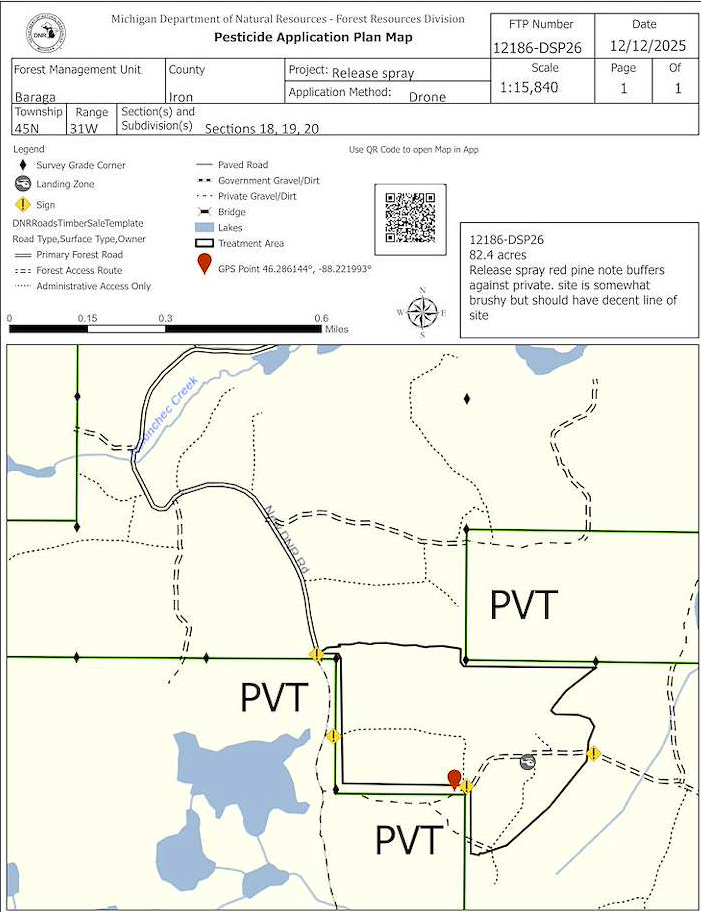 Michigan Department of Natural Resources - Forest Resources Division
Pesticide Application Plan Map
FTP Number
12186-DSP26
Date
12/12/2025
Forest Management Unit
Baraga
County
Iron
Project: Release spray
Application Method: Drone
Scale
1:15,840
Page
1
Of
1
Township
45N
Range
31W
Section(s) and
Subdivision(s) Sections 18, 19, 20
Legend
Survey Grade Corner
Landing Zone
Sign
DNRRoadsTimberSaleTemplate
Road Type,Surface Type,Owner
Primary Forest Road
Forest Access Route
Administrative Access Only
Paved Road
Government Gravel/Dirt
Private Gravel/Dirt
Bridge
Lakes
Treatment Area
GPS Point 46.286144°, -88.221993°
Use QR Code to open Map in App
DNR
12186-DSP26
82.4 acres
Release spray red pine note buffers
against private. site is somewhat
brushy but should have decent line of
site
0
0.15
0.3
0.6
Miles
N
W
E
S
Creek
PVT
PVT
PVT